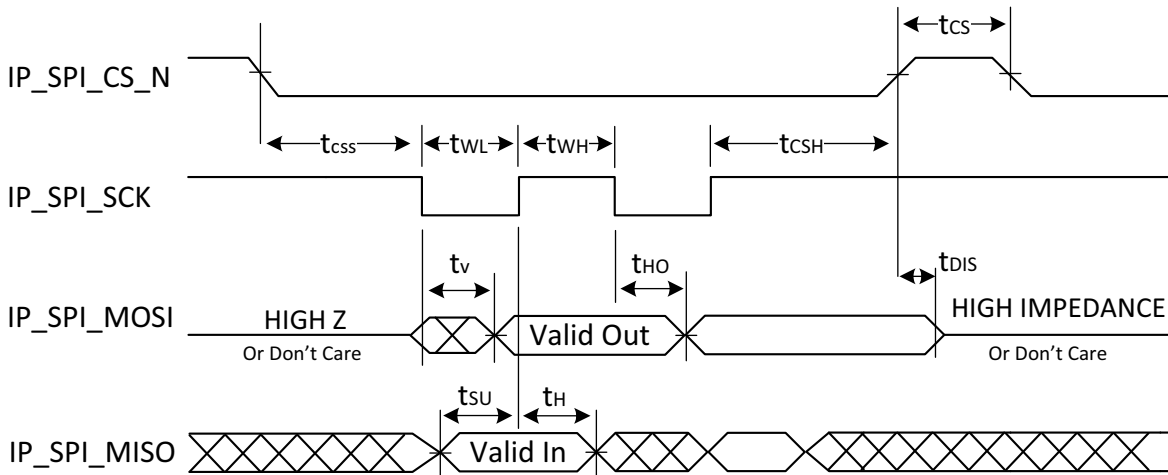 tCS
IP_SPI_CS_N
tCSS tWL tWH tCSH
IP_SPI_SCK
tV tHO tDIS
IP_SPI_MOSI HIGH Z Valid Out HIGH IMPEDANCE
Or Don't Care Or Don't Care
tSU tH
IP_SPI_MISO Valid In